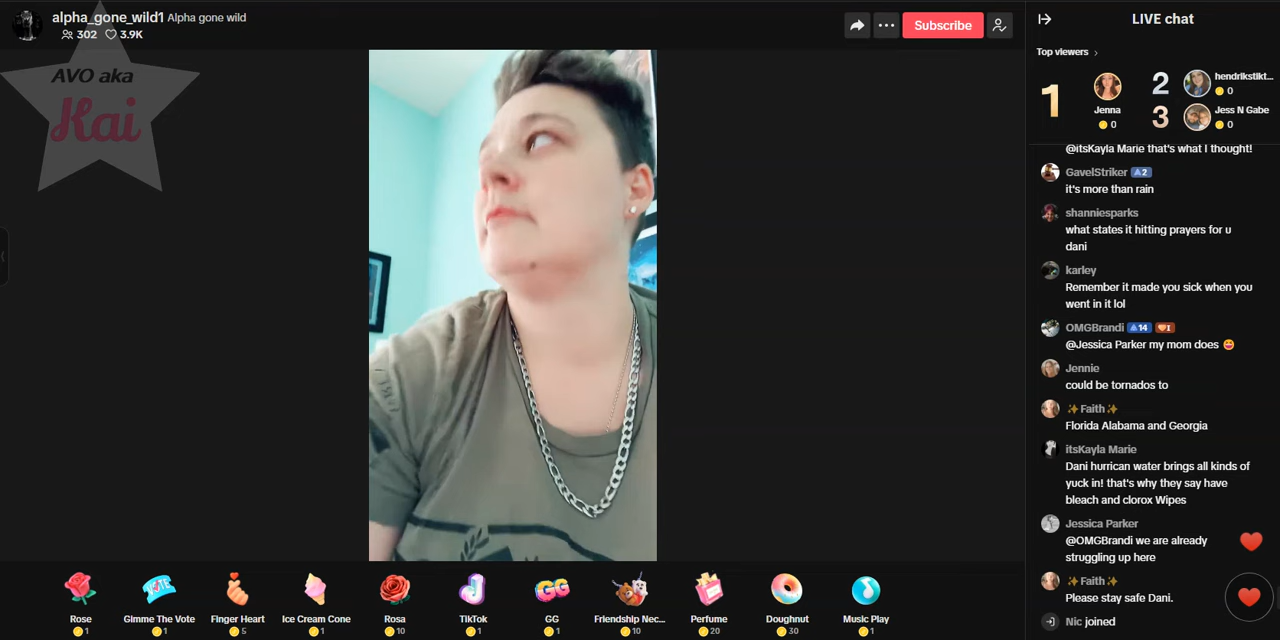 alpha_gone_wild1 Alpha gone wild
302 3.9K
Subscribe
AVO aka
Kai
LIVE chat
Top viewers
1
Jenna
0
2
hendrikstikt...
0
3
Jess N Gabe
0
@itsKayla Marie that's what I thought!
GavelStriker 2
it's more than rain
shanniesparks
what states it hitting prayers for u
dani
karley
Remember it made you sick when you
went in it lol
OMGBrandi 14 1
@Jessica Parker my mom does 😆
Jennie
could be tornados to
✨Faith✨
Florida Alabama and Georgia
itsKayla Marie
Dani hurrican water brings all kinds of
yuck in! that's why they say have
bleach and clorox Wipes
Jessica Parker
@OMGBrandi we are already
struggling up here
✨Faith✨
Please stay safe Dani.
Nic joined
VOTE
GG
Rose
1
GImme The Vote
1
FInger Heart
5
Ice Cream Cone
1
Rosa
10
TikTok
1
GG
1
Friendship Nec...
10
Perfume
20
Doughnut
30
Music Play
1